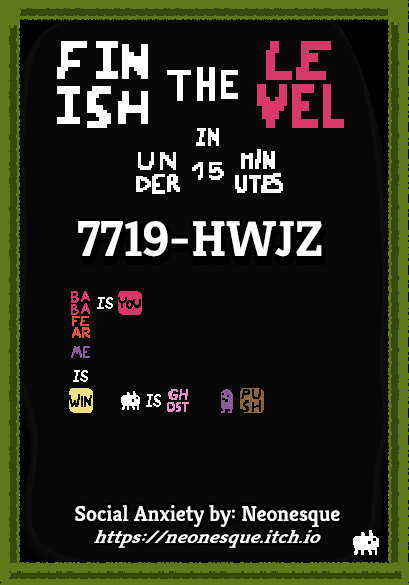 FIN THE LE
ISH VEL
IN
UN 15 MIN
DER UTES
7719-HWJZ
BA IS YOU
BA
FE
AR
ME
IS
WIN IS GH PU
OST SH
Social Anxiety by: Neonesque
https://neonesque.itch.io